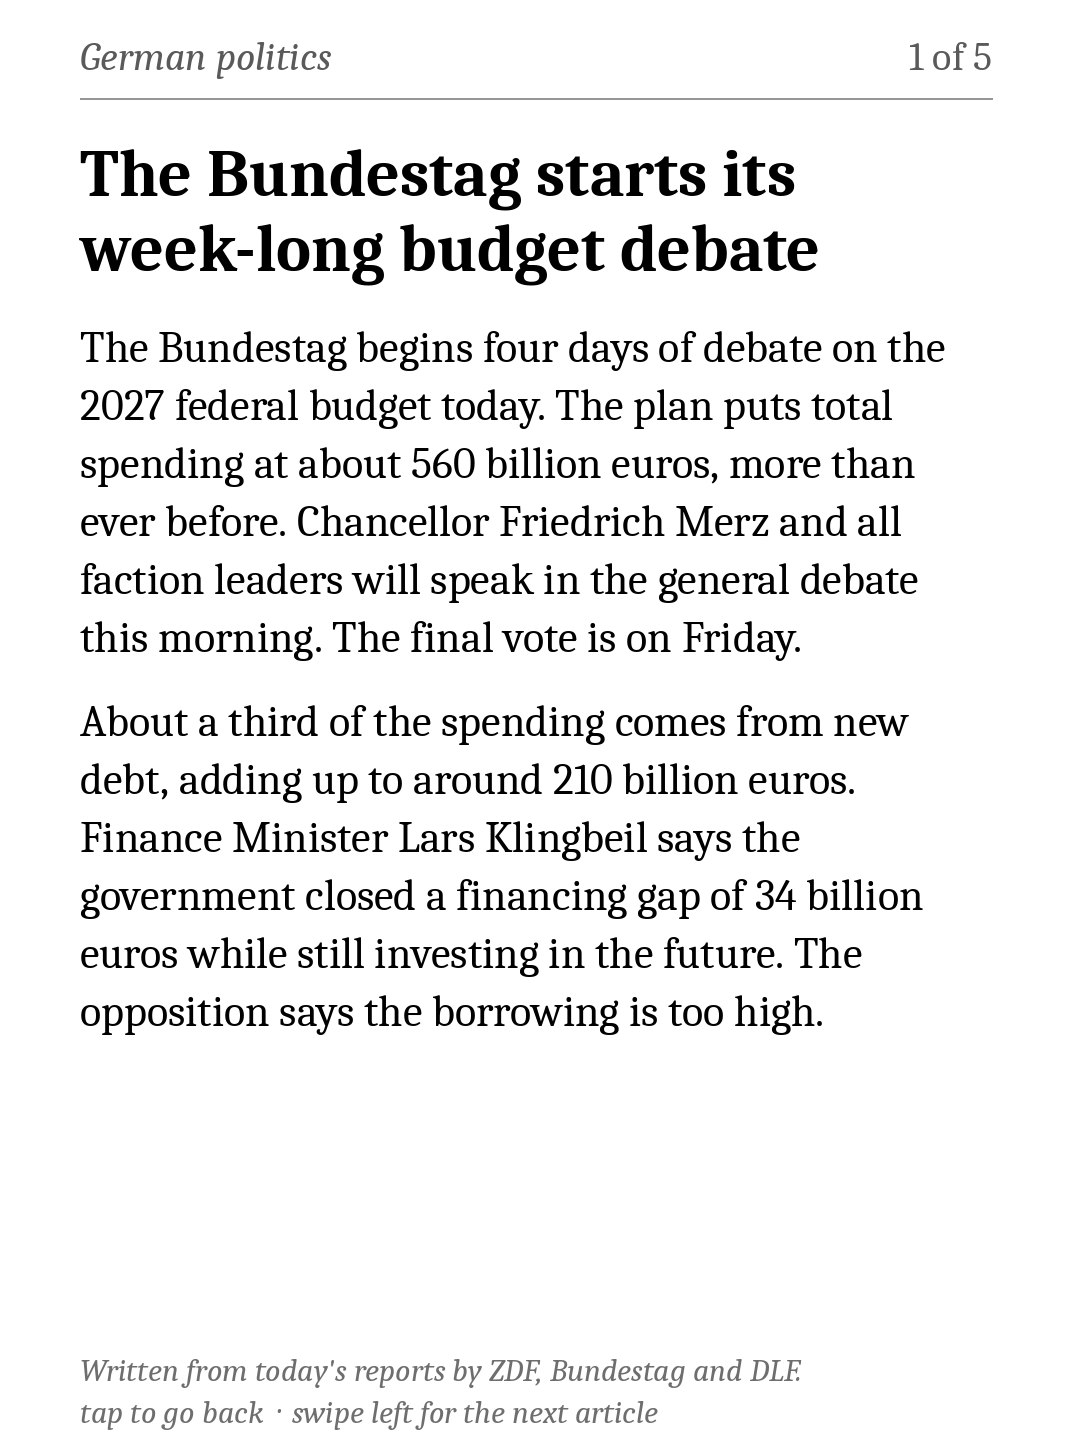 German politics
1 of 5
The Bundestag starts its
week-long budget debate
The Bundestag begins four days of debate on the
2027 federal budget today. The plan puts total
spending at about 560 billion euros, more than
ever before. Chancellor Friedrich Merz and all
faction leaders will speak in the general debate
this morning. The final vote is on Friday.
About a third of the spending comes from new
debt, adding up to around 210 billion euros.
Finance Minister Lars Klingbeil says the
government closed a financing gap of 34 billion
euros while still investing in the future. The
opposition says the borrowing is too high.
Written from today's reports by ZDF, Bundestag and DLF.
tap to go back · swipe left for the next article